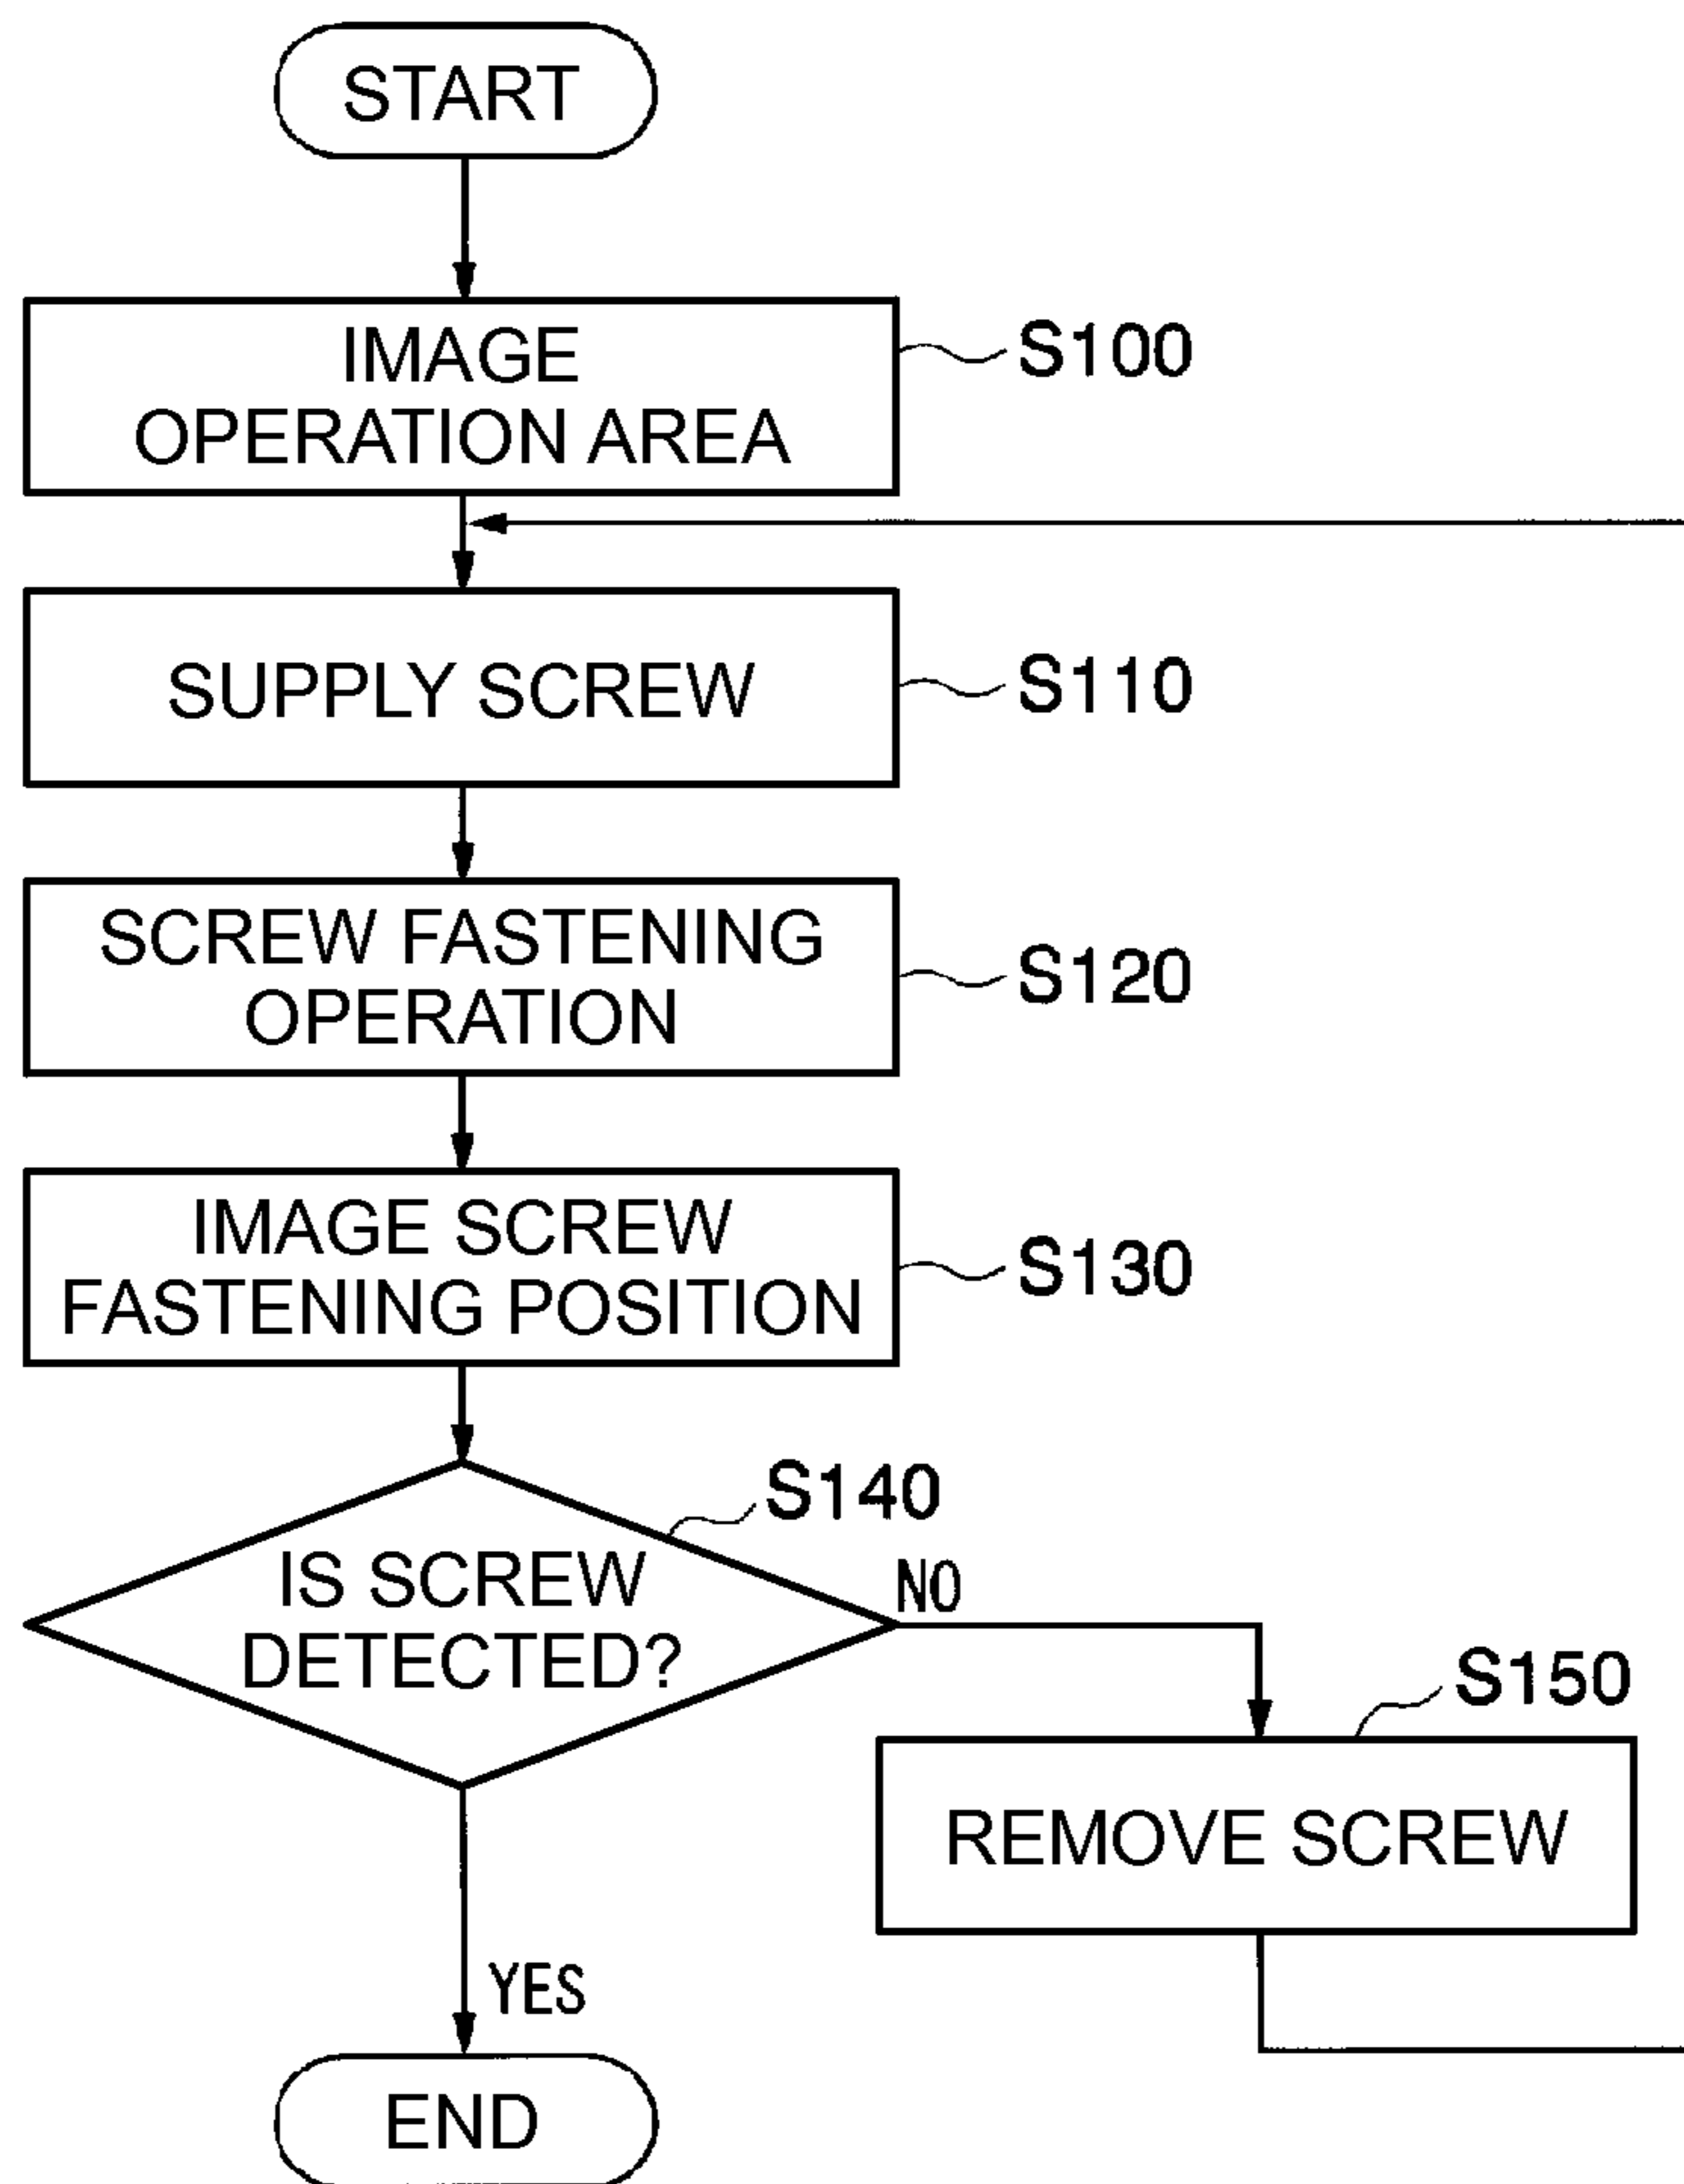 START
IMAGE
OPERATION AREA
S100
SUPPLY SCREW
S110
SCREW FASTENING
OPERATION
S120
IMAGE SCREW
FASTENING POSITION
S130
S140
IS SCREW
DETECTED?
NO
S150
REMOVE SCREW
YES
END